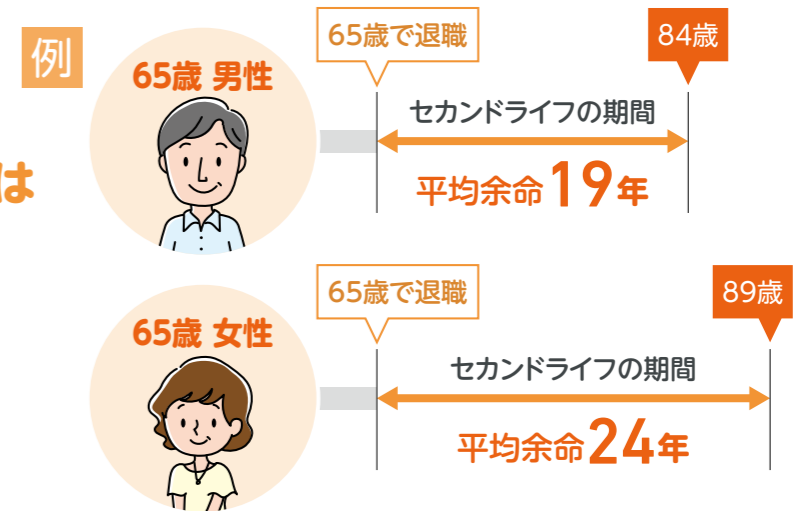 例
は
65歳 男性
65歳で退職
84歳
セカンドライフの期間
平均余命19年
65歳 女性
65歳で退職
89歳
セカンドライフの期間
平均余命24年